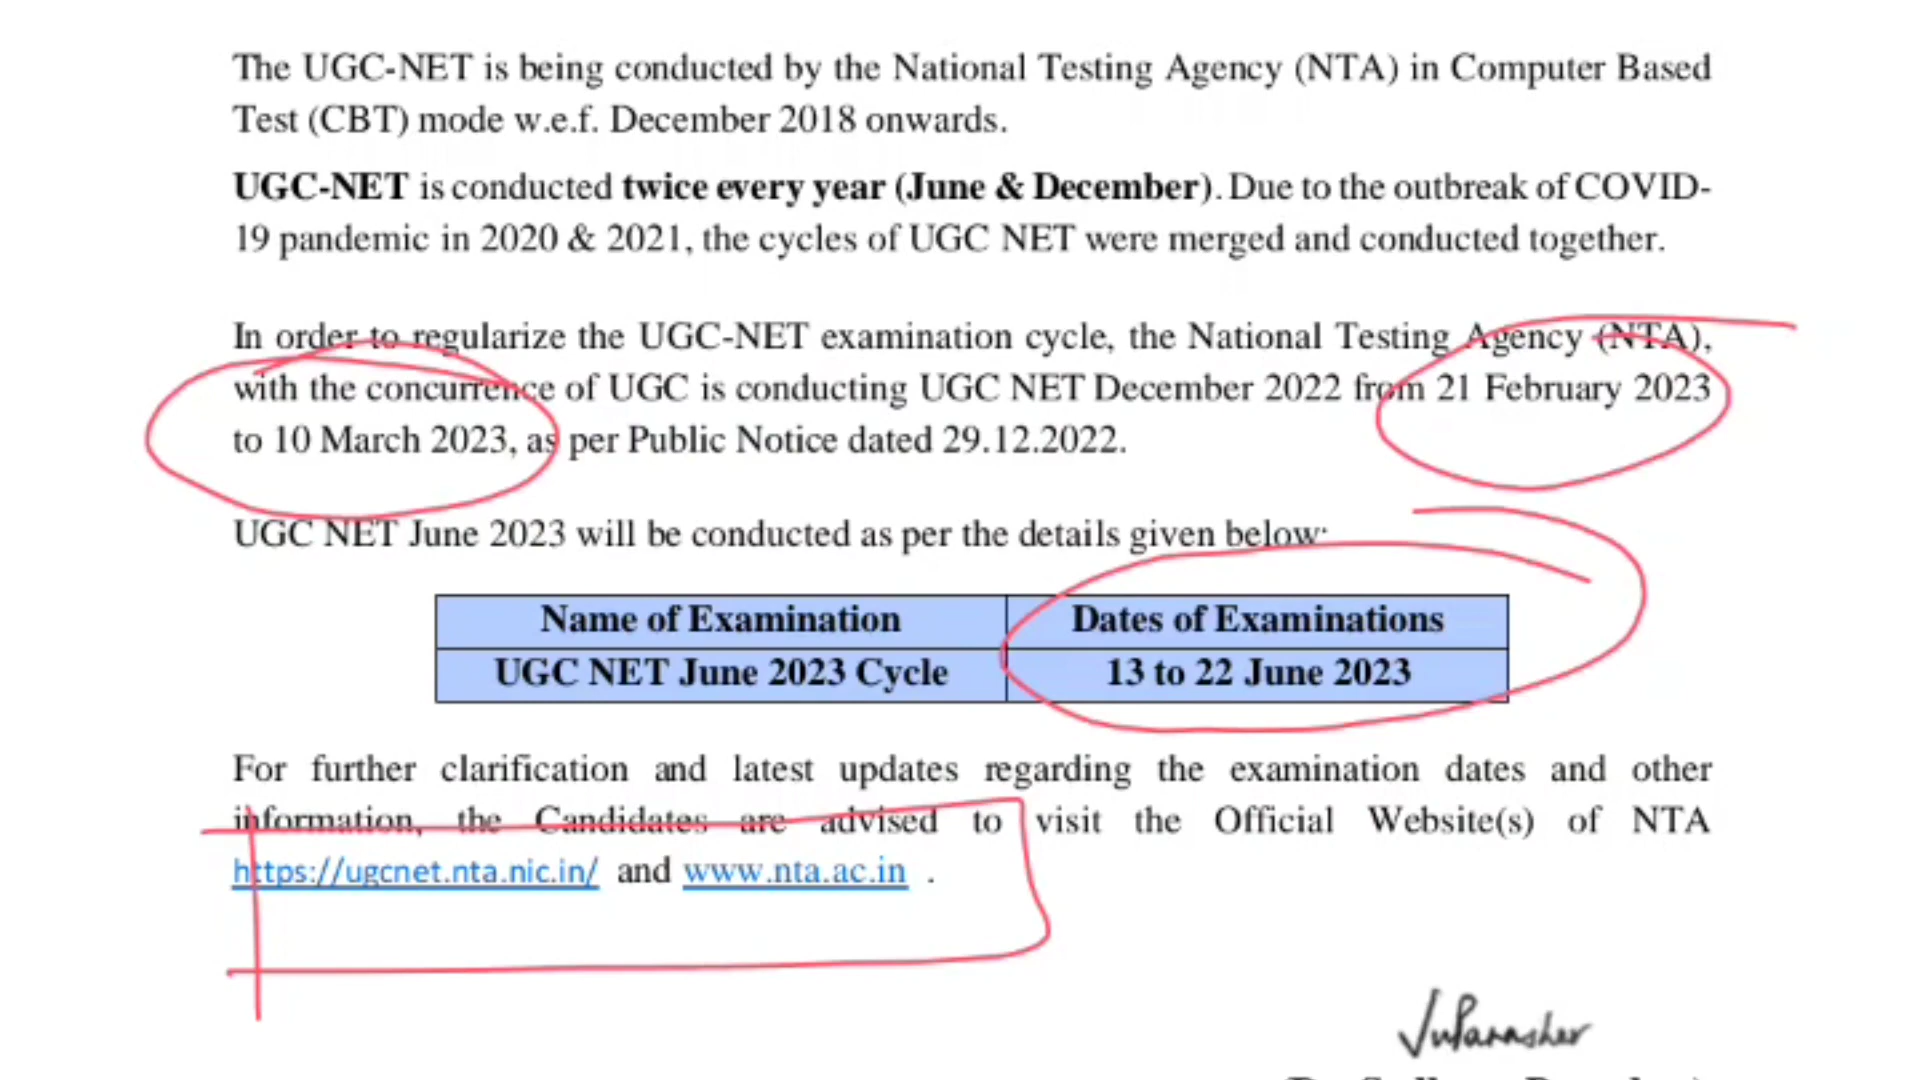 The UGC-NET is being conducted by the National Testing Agency (NTA) in Computer Based
Test (CBT) mode w.e.f. December 2018 onwards.
UGC-NET is conducted twice every year (June & December). Due to the outbreak of COVID-
19 pandemic in 2020 & 2021, the cycles of UGC NET were merged and conducted together.
In order to regularize the UGC-NET examination cycle, the National Testing Agency (NTA),
with the concurrence of UGC is conducting UGC NET December 2022 from 21 February 2023
to 10 March 2023, as per Public Notice dated 29.12.2022.
UGC NET June 2023 will be conducted as per the details given below:
Name of Examination Dates of Examinations
UGC NET June 2023 Cycle 13 to 22 June 2023
For further clarification and latest updates regarding the examination dates and other
information, the Candidates are advised to visit the Official Website(s) of NTA
https://ugcnet.nta.nic.in/ and www.nta.ac.in .